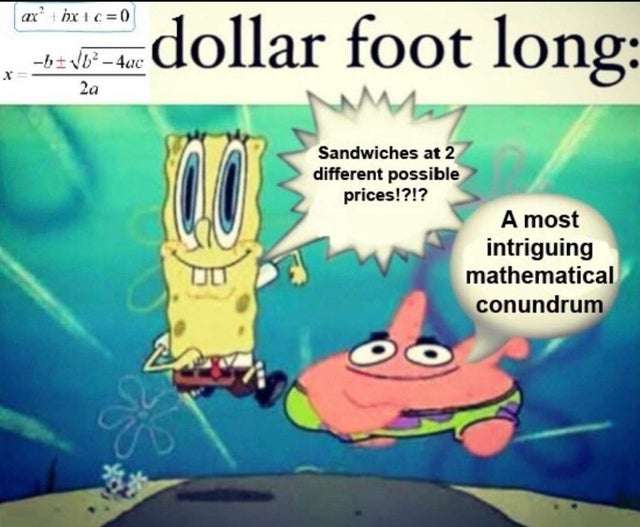 ax² + bx + c = 0
dollar foot long:
x = -b ± √b² – 4ac
2a
Sandwiches at 2
different possible
prices!?!?
A most
intriguing
mathematical
conundrum